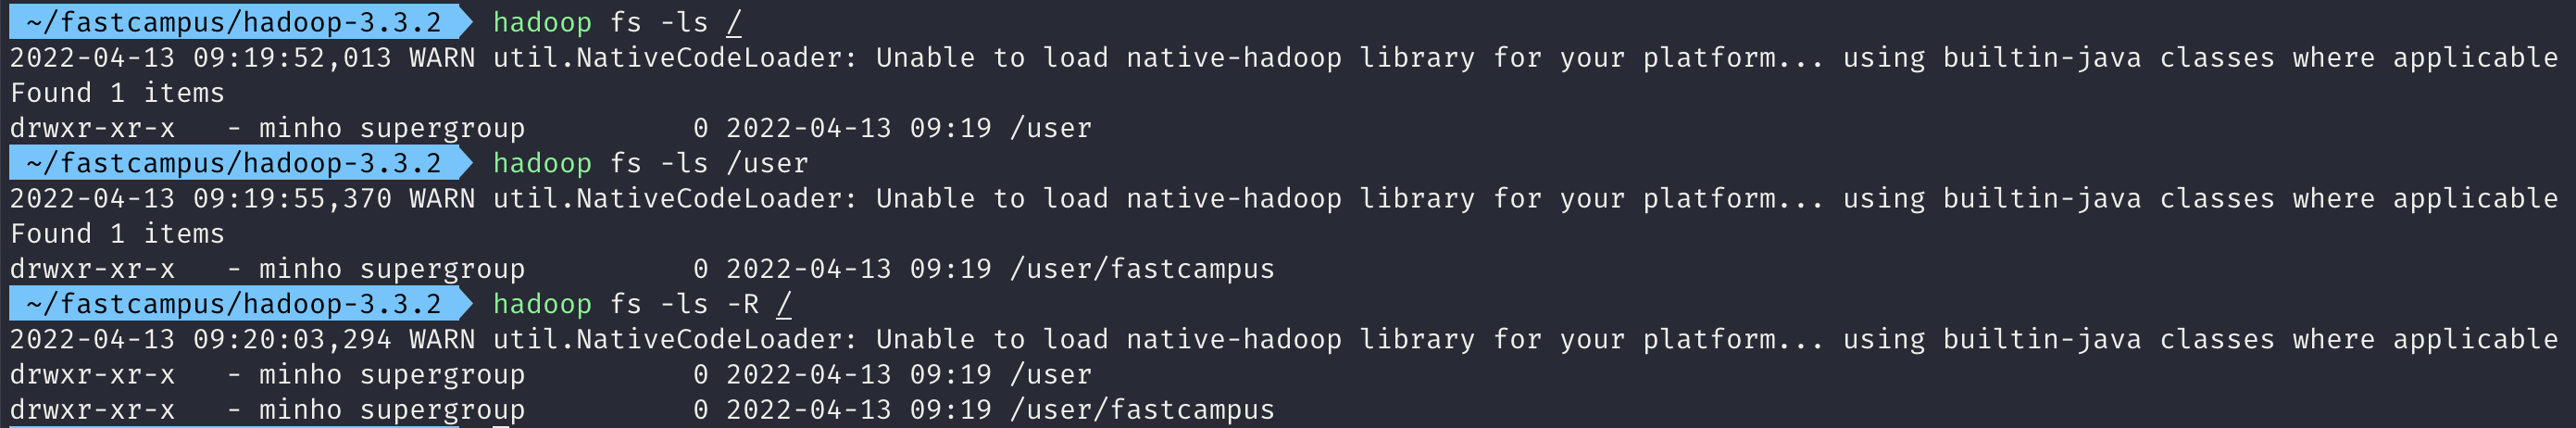 ~/fastcampus/hadoop-3.3.2 hadoop fs -ls /
2022-04-13 09:19:52,013 WARN util.NativeCodeLoader: Unable to load native-hadoop library for your platform... using builtin-java classes where applicable
Found 1 items
drwxr-xr-x   - minho supergroup          0 2022-04-13 09:19 /user
~/fastcampus/hadoop-3.3.2 hadoop fs -ls /user
2022-04-13 09:19:55,370 WARN util.NativeCodeLoader: Unable to load native-hadoop library for your platform... using builtin-java classes where applicable
Found 1 items
drwxr-xr-x   - minho supergroup          0 2022-04-13 09:19 /user/fastcampus
~/fastcampus/hadoop-3.3.2 hadoop fs -ls -R /
2022-04-13 09:20:03,294 WARN util.NativeCodeLoader: Unable to load native-hadoop library for your platform... using builtin-java classes where applicable
drwxr-xr-x   - minho supergroup          0 2022-04-13 09:19 /user
drwxr-xr-x   - minho supergroup          0 2022-04-13 09:19 /user/fastcampus